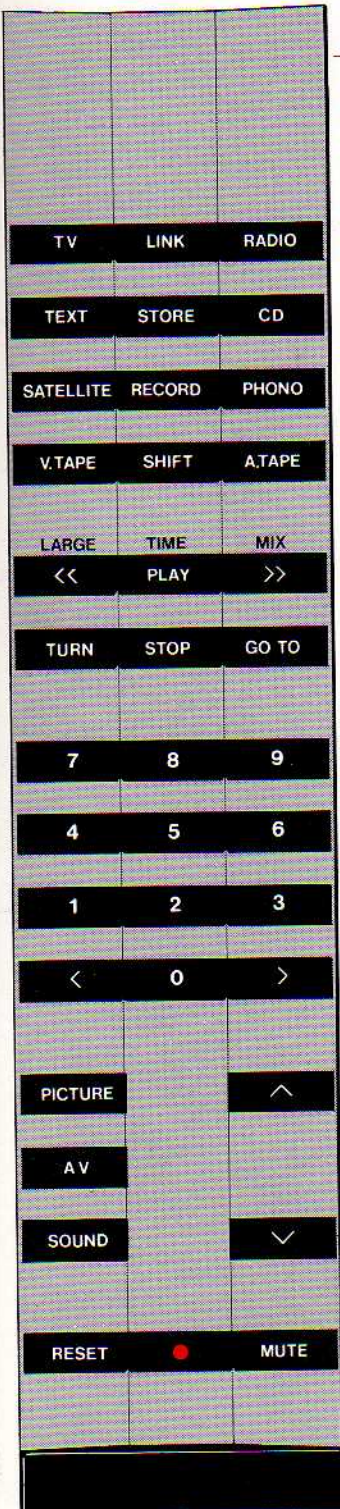 TV LINK RADIO
TEXT STORE CD
SATELLITE RECORD PHONO
V.TAPE SHIFT A.TAPE
LARGE TIME MIX
<< PLAY >>
TURN STOP GO TO
7 8 9
4 5 6
1 2 3
< 0 >
PICTURE ∧
AV
SOUND ∨
RESET MUTE